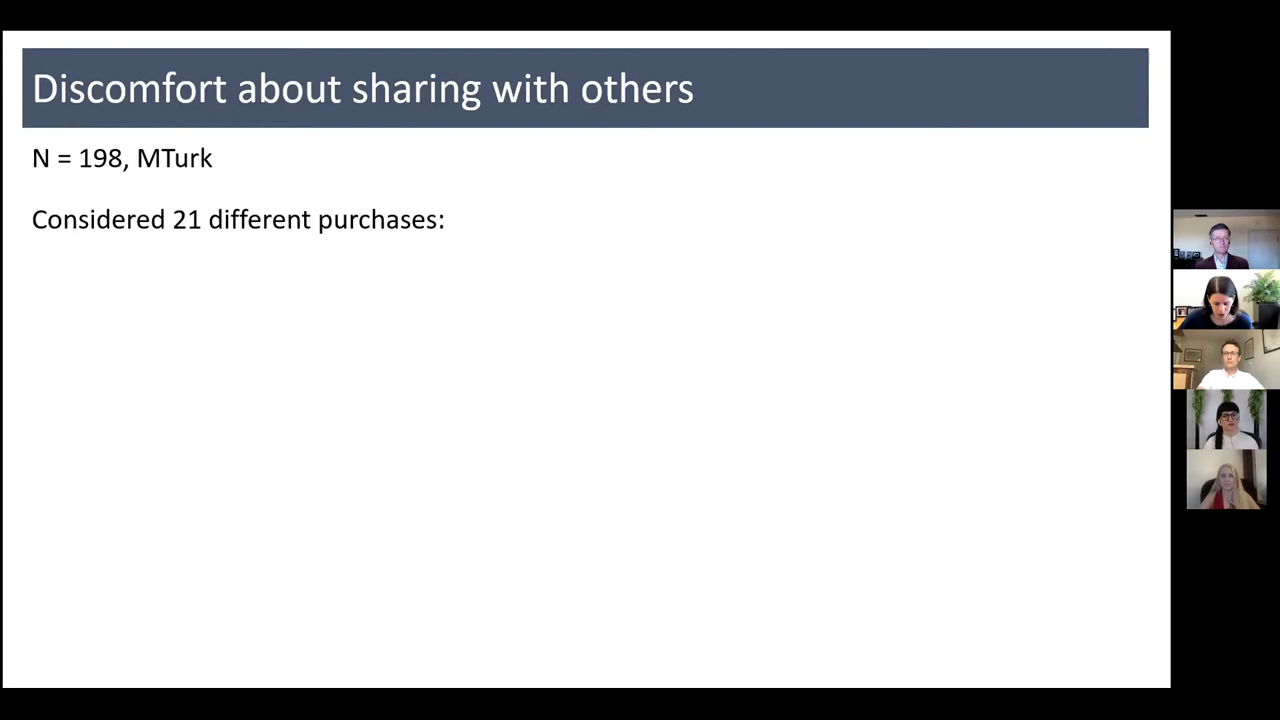 Discomfort about sharing with others
N = 198, MTurk
Considered 21 different purchases: